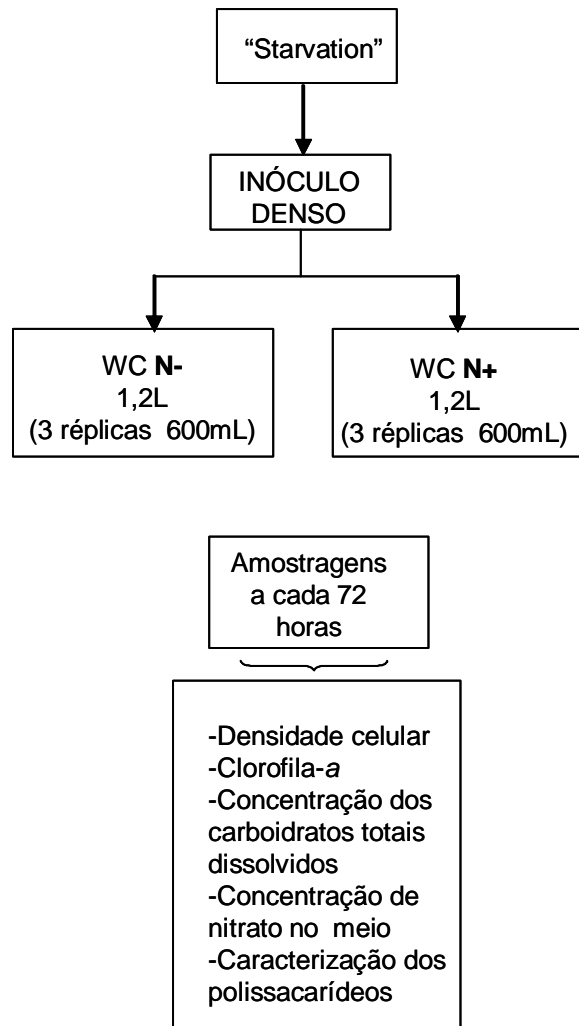 “Starvation”
INÓCULO
DENSO
WC N-
1,2L
(3 réplicas 600mL)
WC N+
1,2L
(3 réplicas 600mL)
Amostragens
a cada 72
horas
-Densidade celular
-Clorofila-a
-Concentração dos
carboidratos totais
dissolvidos
-Concentração de
nitrato no meio
-Caracterização dos
polissacarídeos